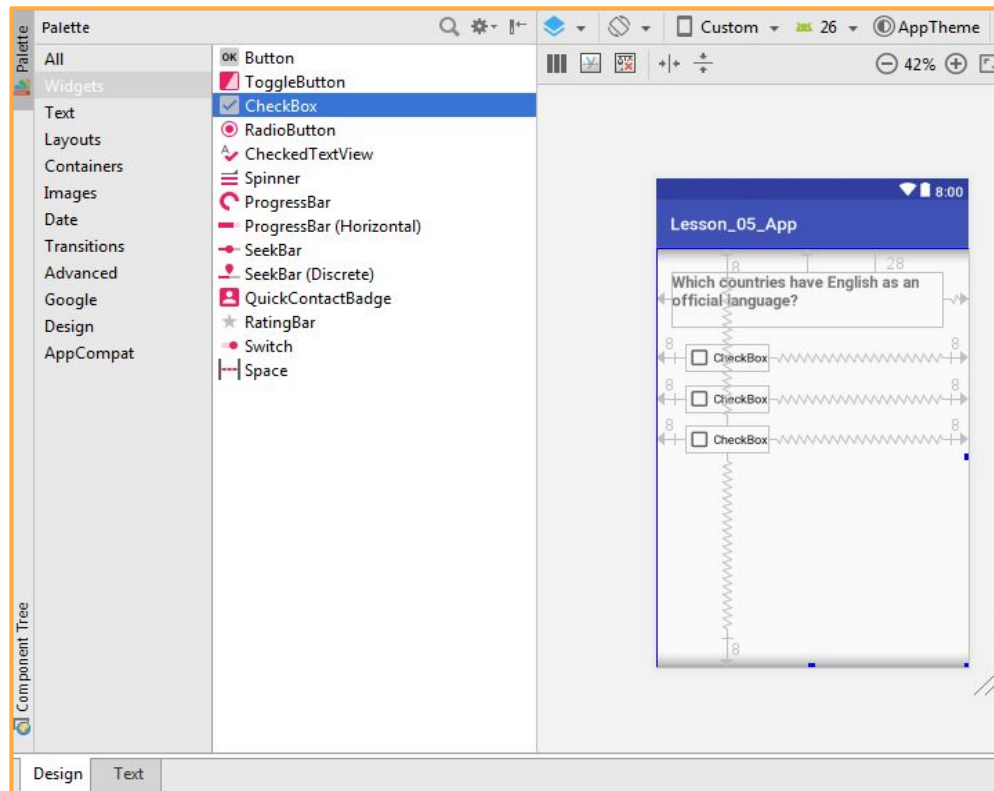 Palette
Component Tree
Palette
All
Widgets
Text
Layouts
Containers
Images
Date
Transitions
Advanced
Google
Design
AppCompat
OK Button
ToggleButton
CheckBox
RadioButton
CheckedTextView
Spinner
ProgressBar
ProgressBar (Horizontal)
SeekBar
SeekBar (Discrete)
QuickContactBadge
RatingBar
Switch
Space
Custom 26 AppTheme
42%
8:00
Lesson_05_App
8 28
Which countries have English as an
official language?
8 8
CheckBox
8 8
CheckBox
8 8
CheckBox
8
Design Text